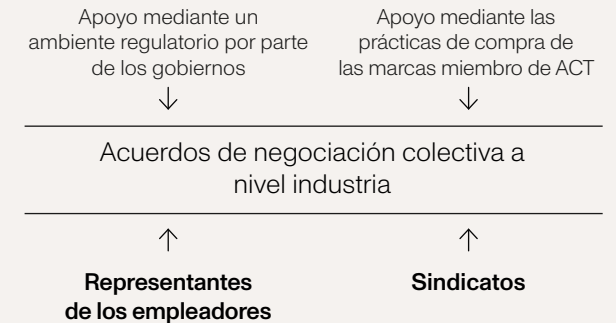 Apoyo mediante un
ambiente regulatorio por parte
de los gobiernos
Apoyo mediante las
prácticas de compra de
las marcas miembro de ACT
Acuerdos de negociación colectiva a
nivel industria
Representantes
de los empleadores
Sindicatos